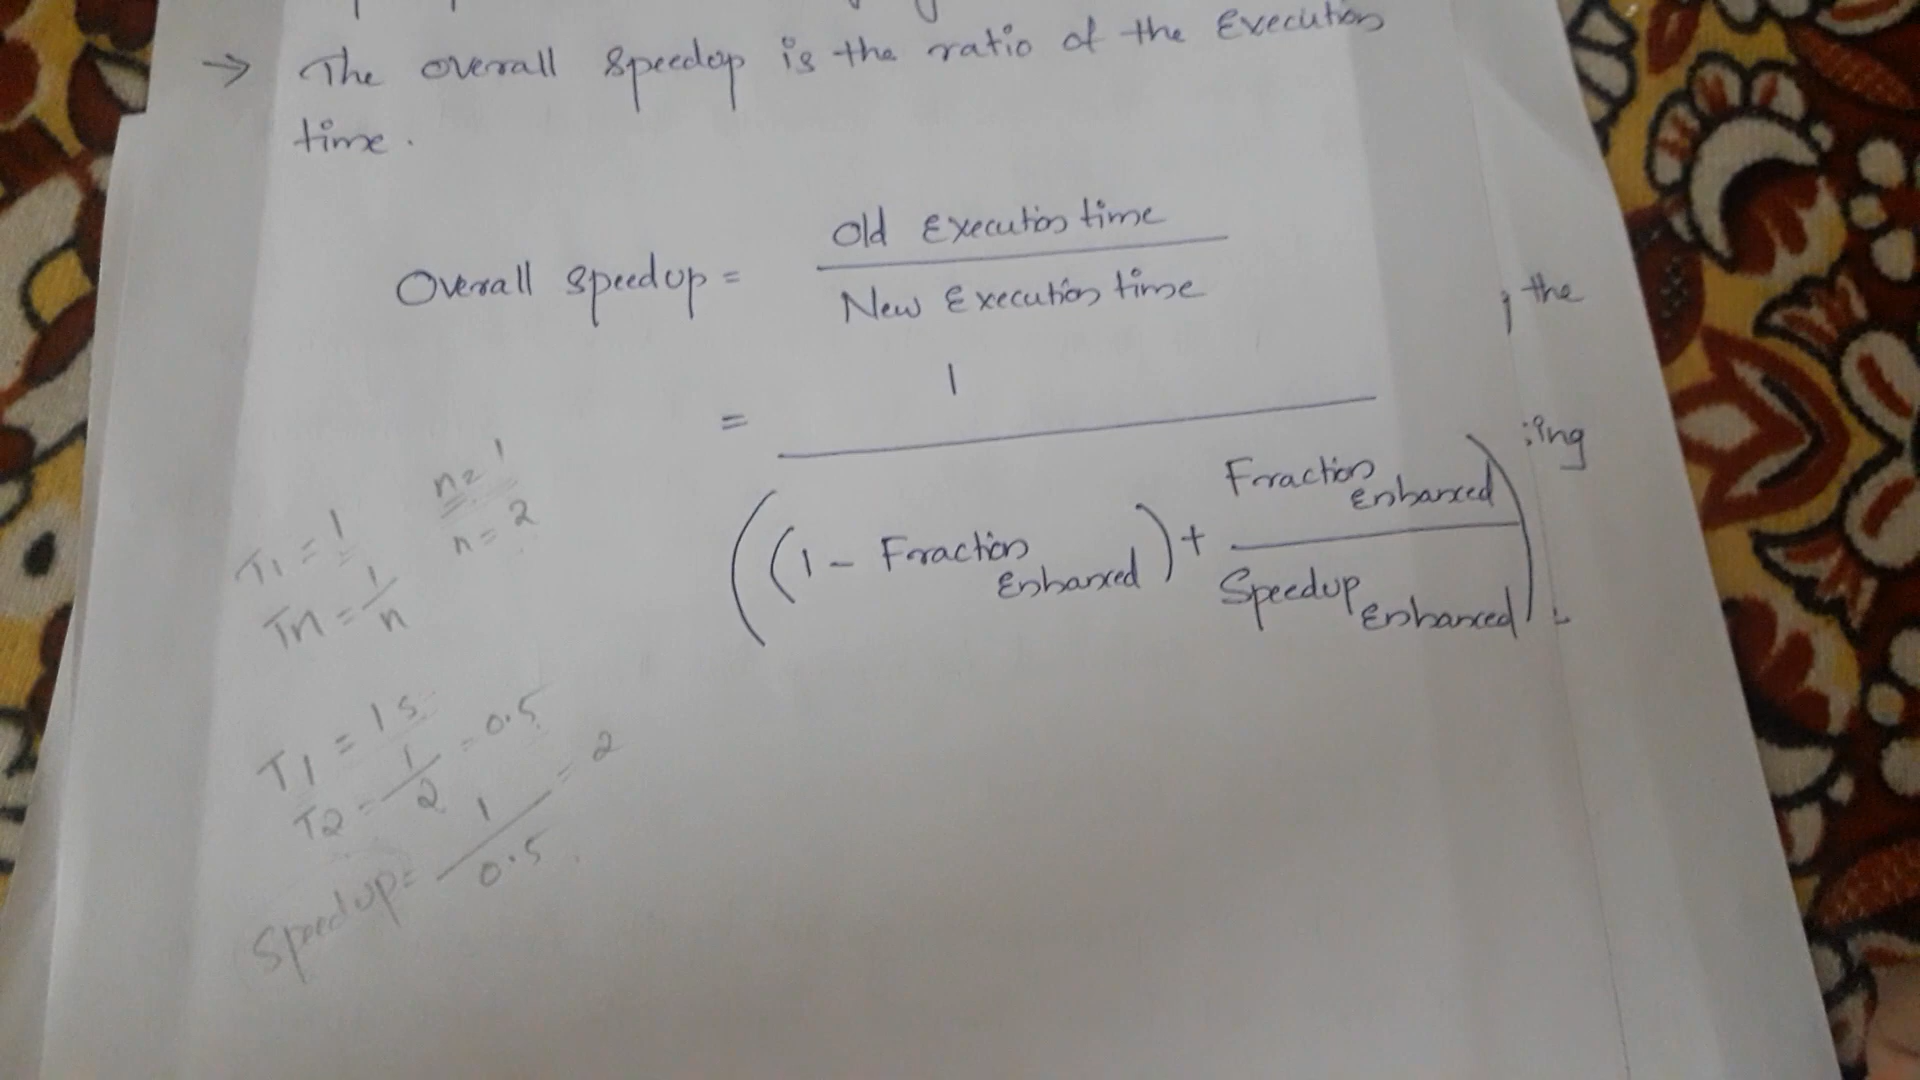 → The overall speedup is the ratio of the Execution
time.
Old Execution time
Overall speedup = ————
New Execution time
1
= ————
((1 - Fraction Enhanced) + Fraction Enhanced / Speedup Enhanced)
, the
ing
T1 = 1
Tn = 1/n
n = 1
n = 2
T1 = 1s
T2 = 1/2 = 0.5
Speedup = 1/0.5 = 2